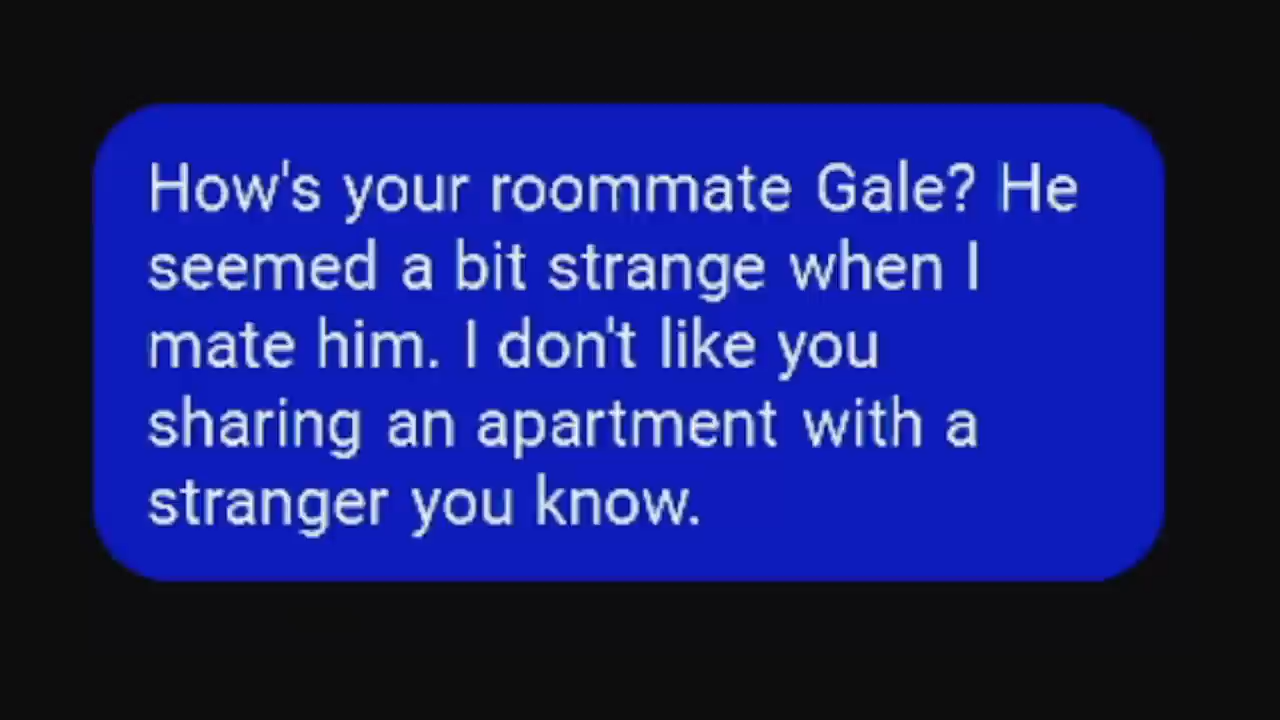 How's your roommate Gale? He
seemed a bit strange when I
mate him. I don't like you
sharing an apartment with a
stranger you know.